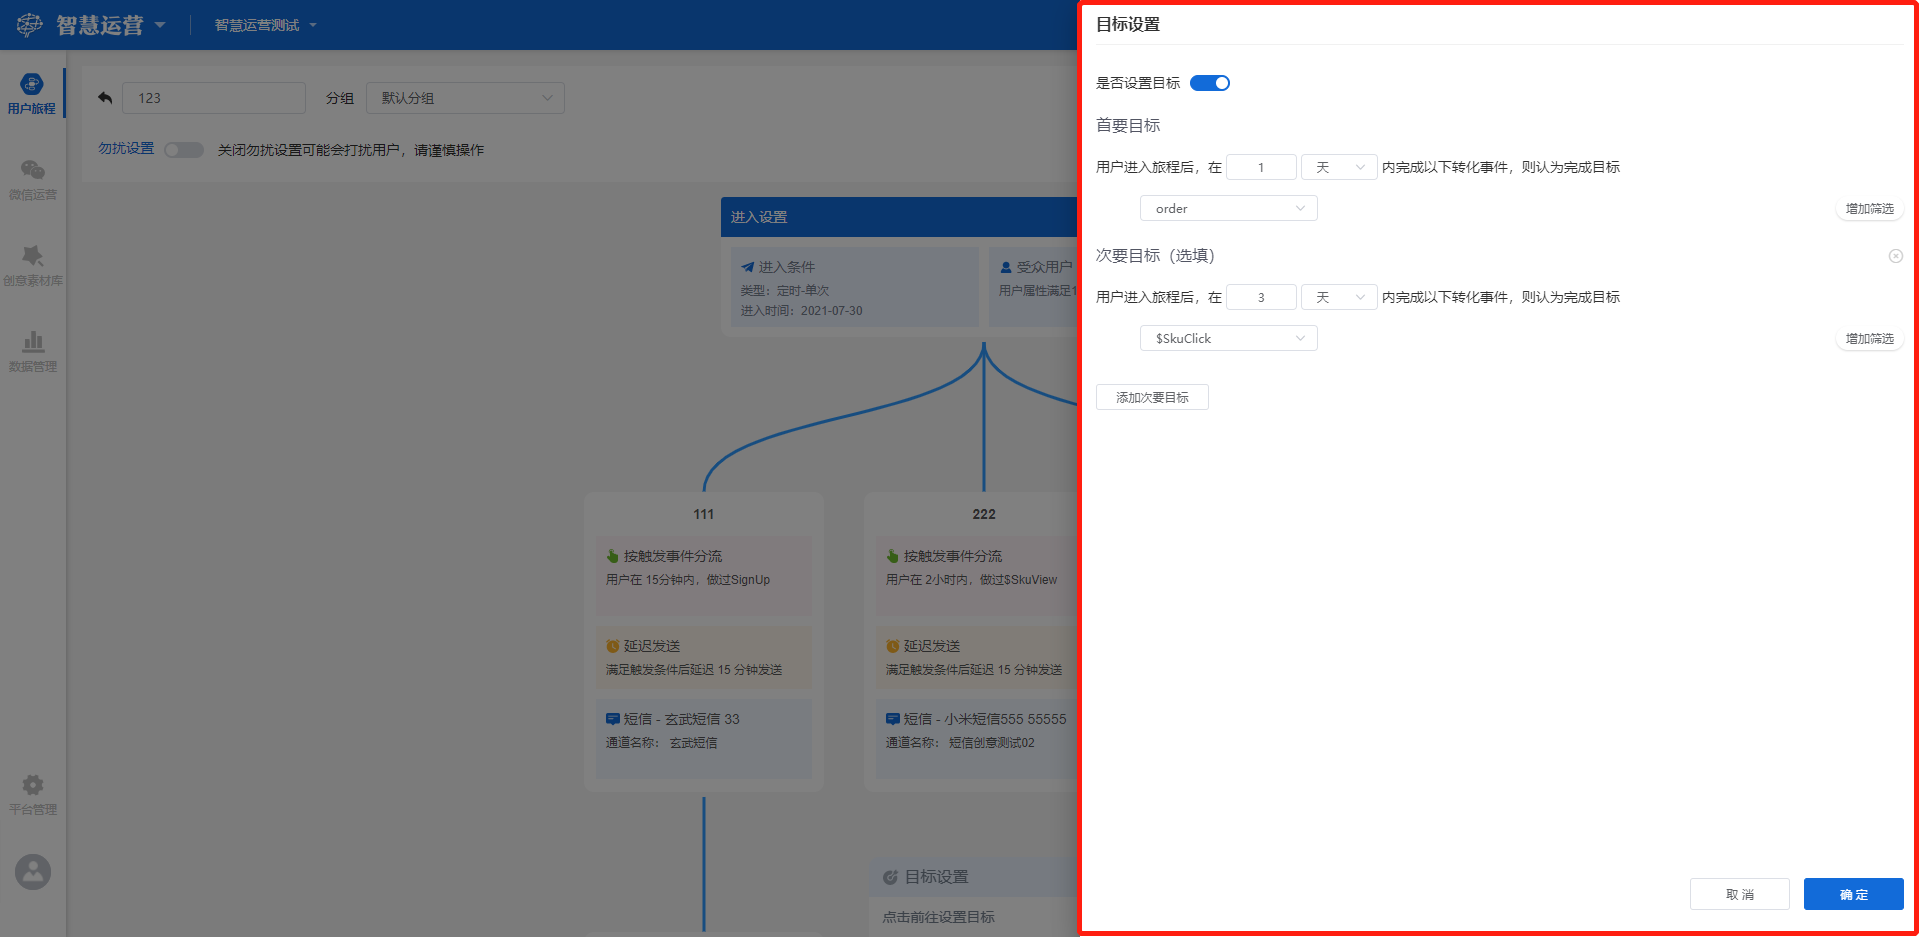 智慧运营
智慧运营测试
用户旅程
微信运营
创意素材库
数据管理
平台管理
123
分组
默认分组
勿扰设置
关闭勿扰设置可能会打扰用户，请谨慎操作
进入设置
进入条件
类型：定时-单次
进入时间：2021-07-30
受众用户
用户属性满足1
111
按触发事件分流
用户在 15分钟内，做过SignUp
延迟发送
满足触发条件后延迟 15 分钟发送
短信 - 玄武短信 33
通道名称： 玄武短信
222
按触发事件分流
用户在 2小时内，做过$SkuView
延迟发送
满足触发条件后延迟 15 分钟发送
短信 - 小米短信555 55555
通道名称： 短信创意测试02
目标设置
点击前往设置目标
目标设置
是否设置目标
首要目标
用户进入旅程后，在 1 天 内完成以下转化事件，则认为完成目标
order 增加筛选
次要目标（选填）
用户进入旅程后，在 3 天 内完成以下转化事件，则认为完成目标
$SkuClick 增加筛选
添加次要目标
取消 确定